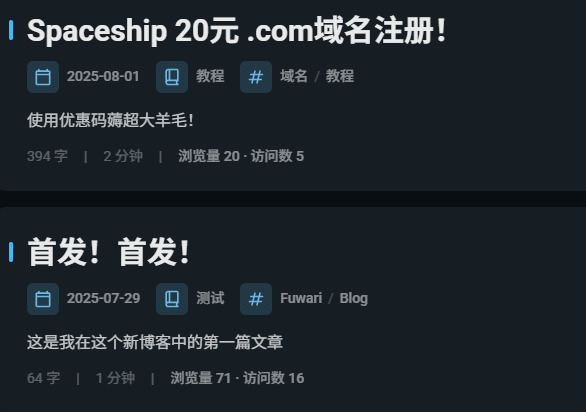 Spaceship 20元 .com域名注册！
2025-08-01 教程 # 域名 / 教程
使用优惠码薅超大羊毛！
394 字 | 2 分钟 | 浏览量 20 · 访问数 5
首发！首发！
2025-07-29 测试 # Fuwari / Blog
这是我在这个新博客中的第一篇文章
64 字 | 1 分钟 | 浏览量 71 · 访问数 16